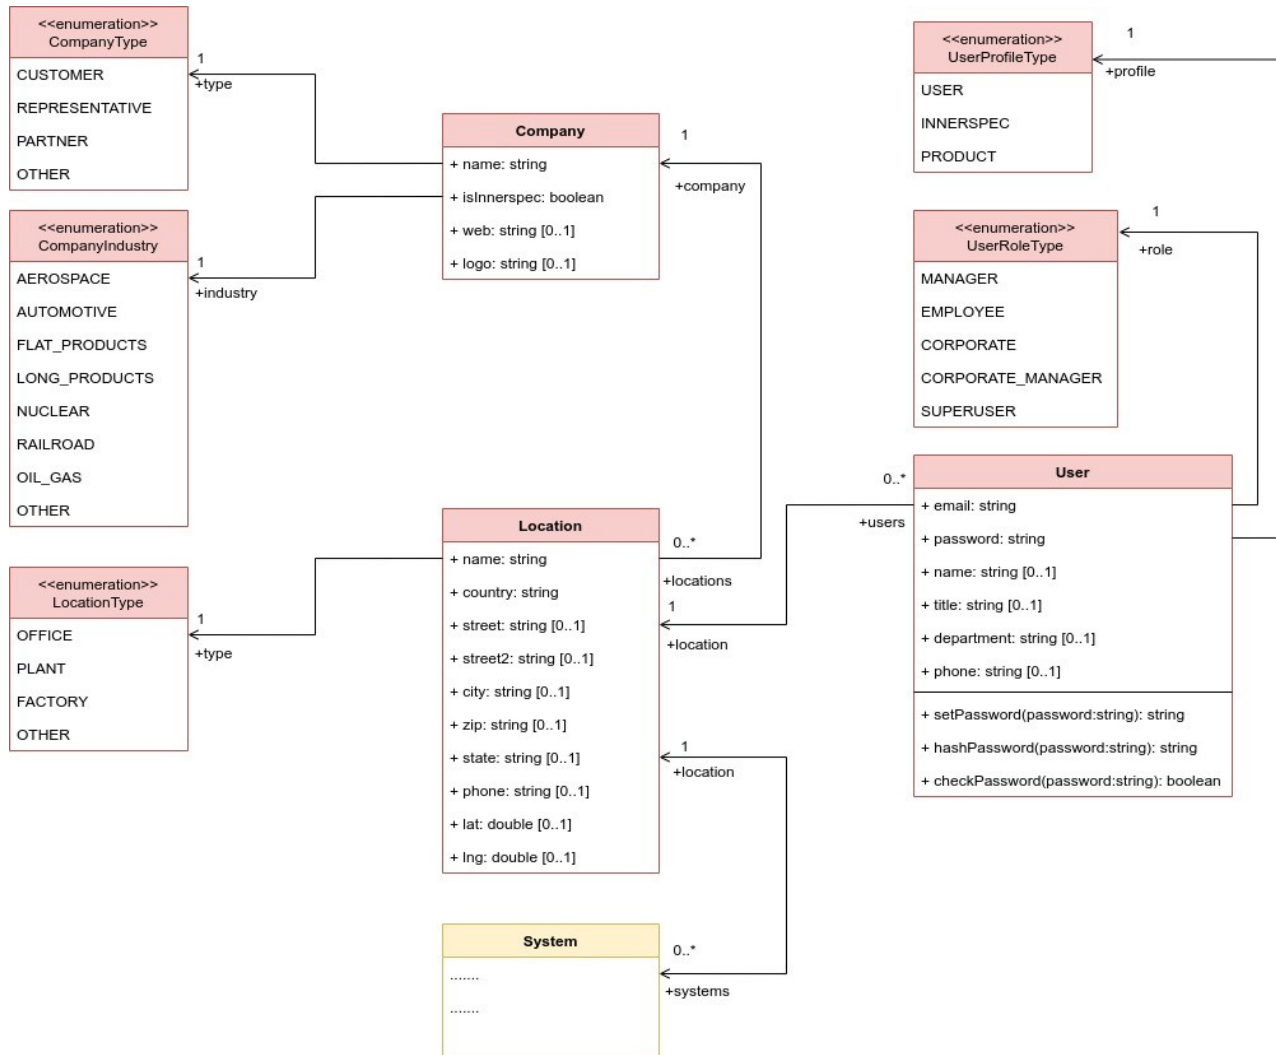 <<enumeration>>
CompanyType
CUSTOMER
REPRESENTATIVE
PARTNER
OTHER
1
+type
<<enumeration>>
CompanyIndustry
AEROSPACE
AUTOMOTIVE
FLAT_PRODUCTS
LONG_PRODUCTS
NUCLEAR
RAILROAD
OIL_GAS
OTHER
1
+industry
<<enumeration>>
LocationType
OFFICE
PLANT
FACTORY
OTHER
1
+type
Company
+ name: string
+ isInnerspec: boolean
+ web: string [0..1]
+ logo: string [0..1]
1
+company
Location
+ name: string
+ country: string
+ street: string [0..1]
+ street2: string [0..1]
+ city: string [0..1]
+ zip: string [0..1]
+ state: string [0..1]
+ phone: string [0..1]
+ lat: double [0..1]
+ lng: double [0..1]
0..*
+locations
1
+location
1
+location
System
.......
.......
0..*
+systems
<<enumeration>>
UserProfileType
USER
INNERSPEC
PRODUCT
1
+profile
<<enumeration>>
UserRoleType
MANAGER
EMPLOYEE
CORPORATE
CORPORATE_MANAGER
SUPERUSER
1
+role
0..*
+users
User
+ email: string
+ password: string
+ name: string [0..1]
+ title: string [0..1]
+ department: string [0..1]
+ phone: string [0..1]
+ setPassword(password:string): string
+ hashPassword(password:string): string
+ checkPassword(password:string): boolean